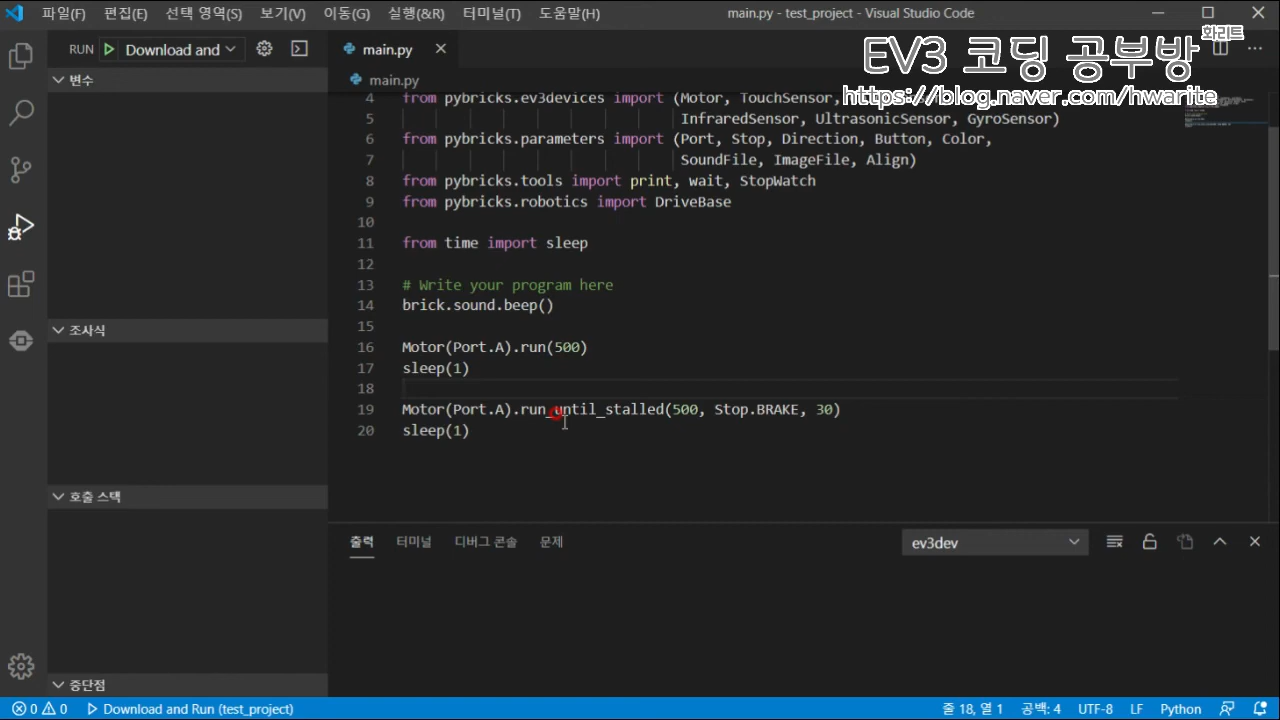 파일(F) 편집(E) 선택 영역(S) 보기(V) 이동(G) 실행(&R) 터미널(T) 도움말(H) main.py - test_project - Visual Studio Code
화리트
EV3 코딩 공부방
https://blog.naver.com/hwarite
RUN Download and
main.py
변수
main.py
4 from pybricks.ev3devices import (Motor, TouchSensor,
5 InfraredSensor, UltrasonicSensor, GyroSensor)
6 from pybricks.parameters import (Port, Stop, Direction, Button, Color,
7 SoundFile, ImageFile, Align)
8 from pybricks.tools import print, wait, StopWatch
9 from pybricks.robotics import DriveBase
10
11 from time import sleep
12
13 # Write your program here
14 brick.sound.beep()
15
16 Motor(Port.A).run(500)
17 sleep(1)
18
19 Motor(Port.A).run_until_stalled(500, Stop.BRAKE, 30)
20 sleep(1)
조사식
호출 스택
중단점
출력 터미널 디버그 콘솔 문제 ev3dev
0 0 Download and Run (test_project) 줄 18, 열 1 공백: 4 UTF-8 LF Python